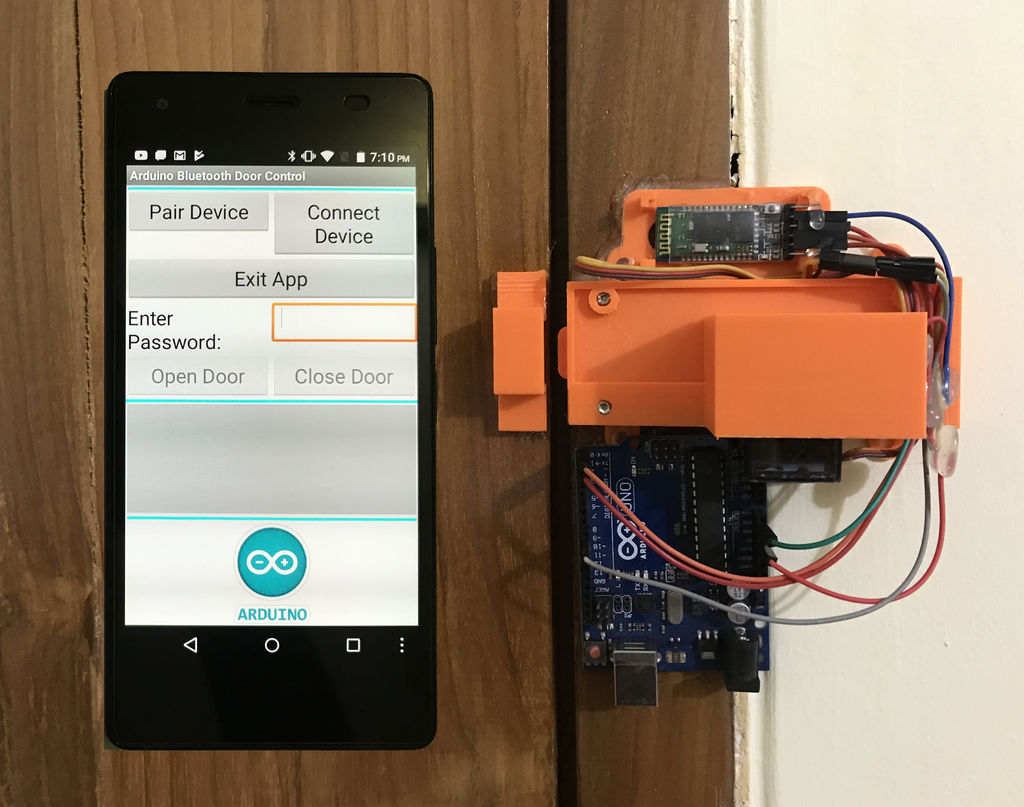 7:10 PM
Arduino Bluetooth Door Control
Pair Device
Connect
Device
Exit App
Enter
Password:
Open Door
Close Door
ARDUINO
UNO
ARDUINO